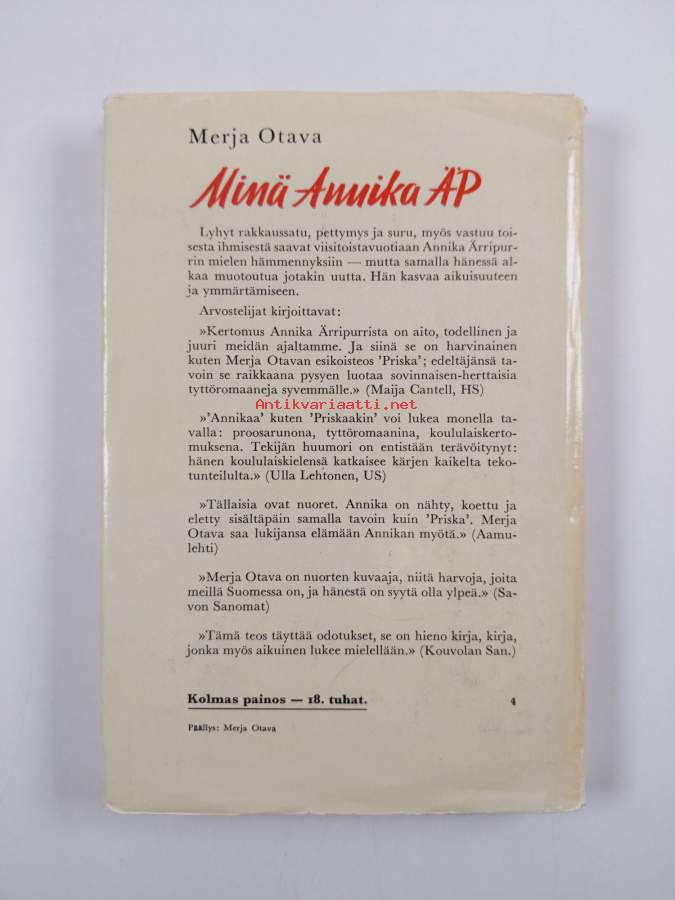 Merja Otava
Minä Annika ÄP
Lyhyt rakkaussatu, pettymys ja suru, myös vastuu toi-
sesta ihmisestä saavat viisitoistavuotiaan Annika Ärripur-
rin mielen hämmennyksiin — mutta samalla hänessä al-
kaa muotoutua jotakin uutta. Hän kasvaa aikuisuuteen
ja ymmärtämiseen.
Arvostelijat kirjoittavat:
»Kertomus Annika Ärripurrista on aito, todellinen ja
juuri meidän ajaltamme. Ja siinä se on harvinainen
kuten Merja Otavan esikoisteos 'Priska'; edeltäjänsä ta-
voin se raikkaana pysyen luotaa sovinnaisen-herttaisia
tyttöromaaneja syvemmälle.» (Maija Cantell, HS)
Antikvariaatti.net
»'Annikaa' kuten 'Priskaakin' voi lukea monella ta-
valla: proosarunona, tyttöromaanina, koululaiskerto-
muksena. Tekijän huumori on entistään terävöitynyt:
hänen koululaiskielensä katkaisee kärjen kaikelta teko-
tunteilulta.» (Ulla Lehtonen, US)
»Tällaisia ovat nuoret. Annika on nähty, koettu ja
eletty sisältäpäin samalla tavoin kuin 'Priska'. Merja
Otava saa lukijansa elämään Annikan myötä.» (Aamu-
lehti)
»Merja Otava on nuorten kuvaaja, niitä harvoja, joita
meillä Suomessa on, ja hänestä on syytä olla ylpeä.» (Sa-
von Sanomat)
»Tämä teos täyttää odotukset, se on hieno kirja, kirja,
jonka myös aikuinen lukee mielellään.» (Kouvolan San.)
Kolmas painos — 18. tuhat. 4
Päällys: Merja Otava